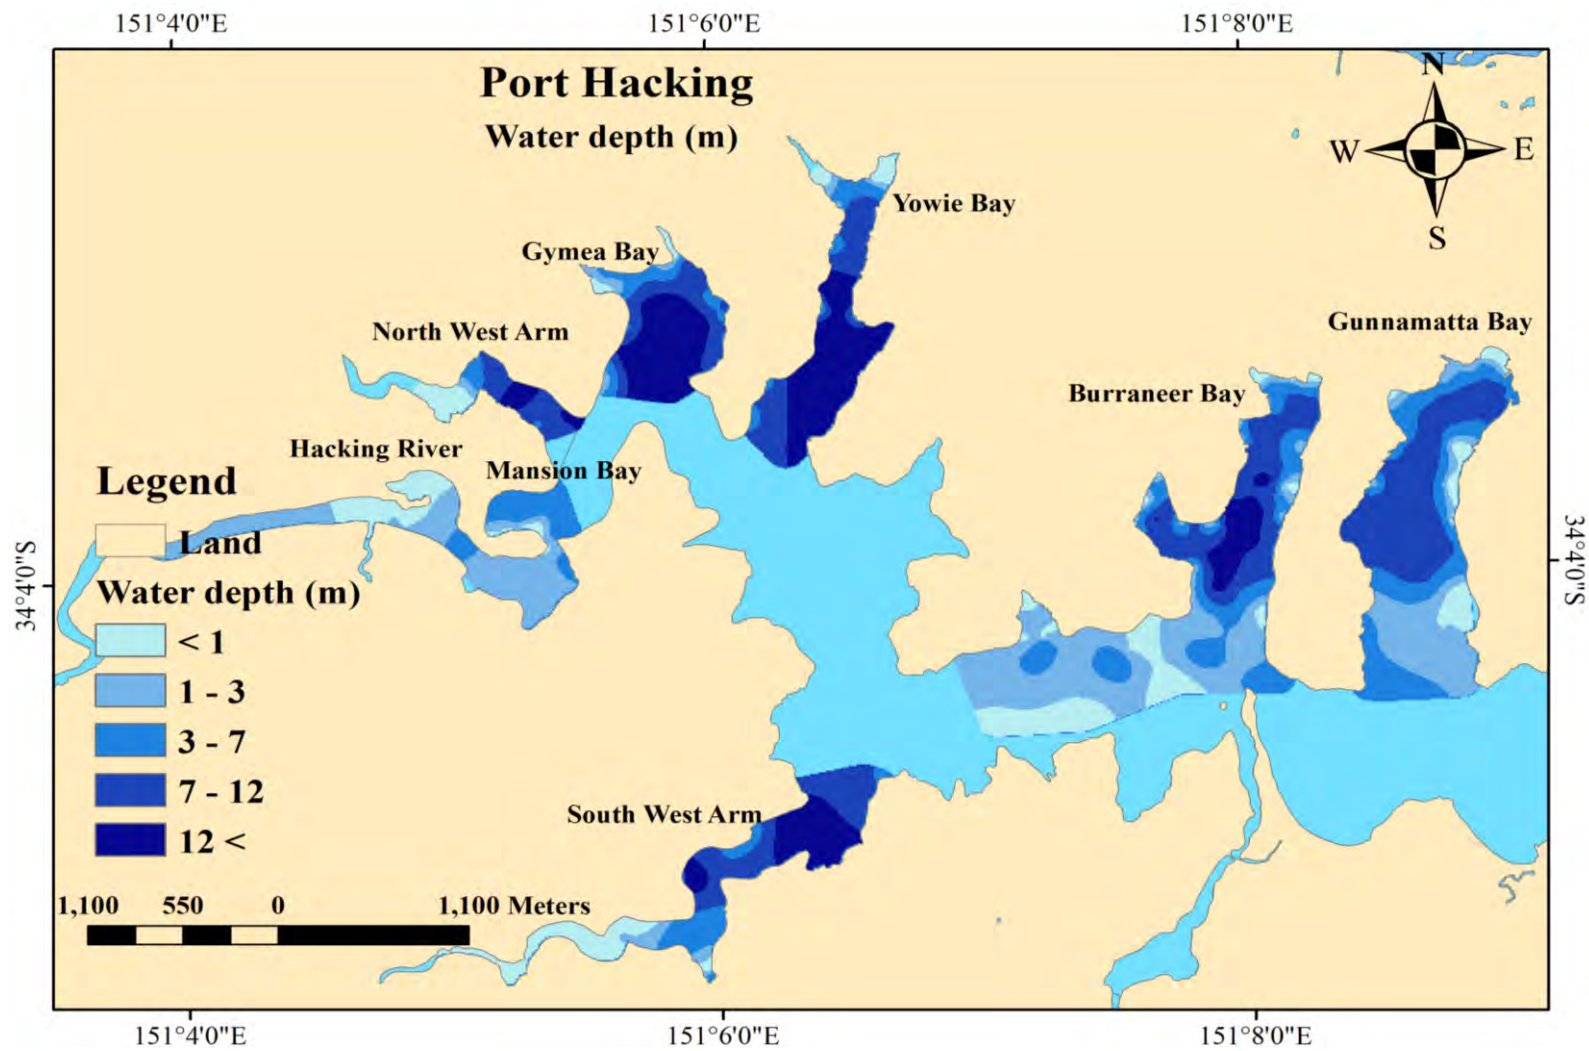 151°4'0"E
151°6'0"E
151°8'0"E
Port Hacking
Water depth (m)
N
W
E
S
Yowie Bay
Gymea Bay
North West Arm
Gunnamatta Bay
Burraneer Bay
Hacking River
Mansion Bay
34°4'0"S
34°4'0"S
Legend
Land
Water depth (m)
< 1
1 - 3
3 - 7
7 - 12
12 <
South West Arm
1,100 550 0 1,100 Meters
151°4'0"E
151°6'0"E
151°8'0"E